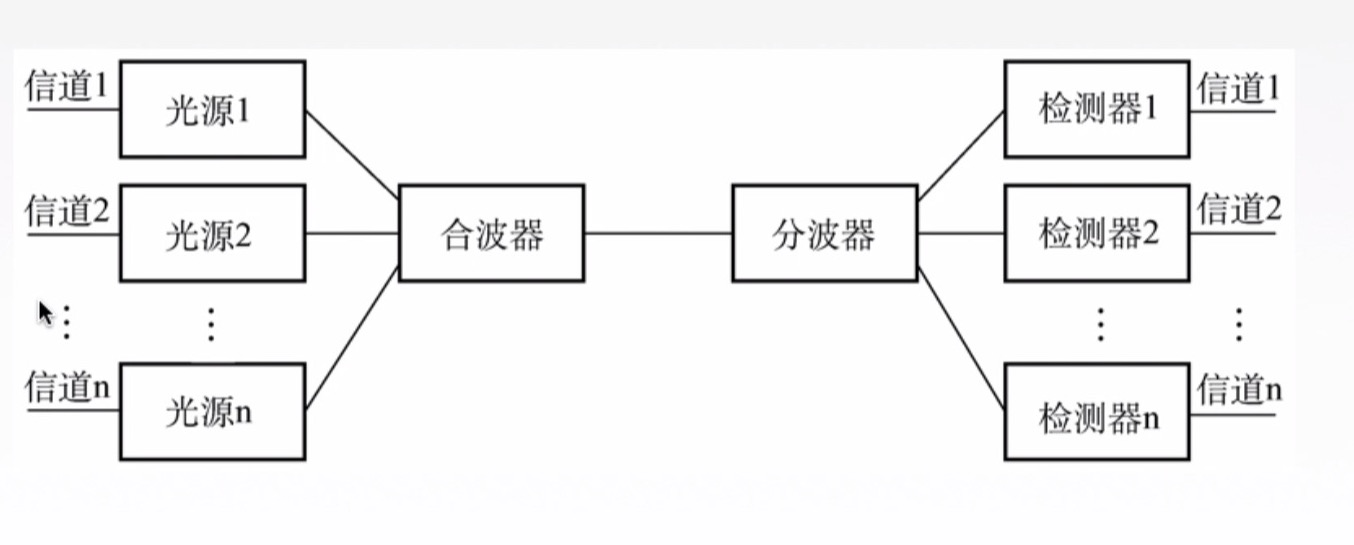 信道1
光源1
检测器1
信道1
信道2
光源2
合波器
分波器
检测器2
信道2
信道n
光源n
检测器n
信道n